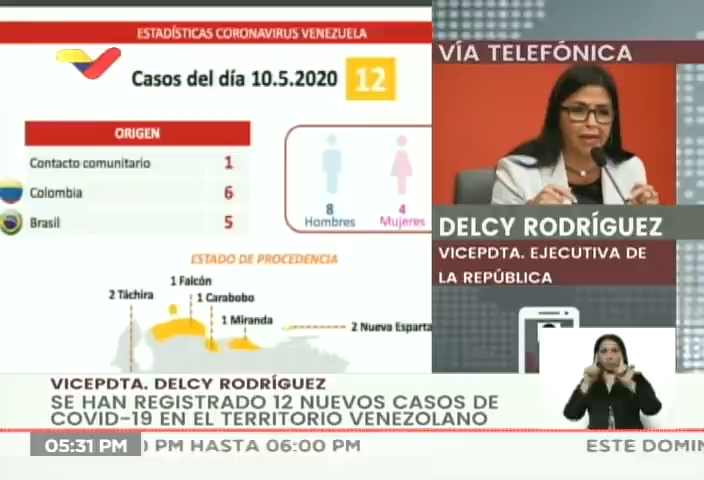 ESTADÍSTICAS CORONAVIRUS VENEZUELA
Casos del día 10.5.2020 12
ORIGEN
Contacto comunitario 1
Colombia 6
Brasil 5
8
Hombres
4
Mujeres
ESTADO DE PROCEDENCIA
1 Falcón
2 Táchira
1 Carabobo
1 Miranda
2 Nueva Esparta
VÍA TELEFÓNICA
DELCY RODRÍGUEZ
VICEPDTA. EJECUTIVA DE
LA REPÚBLICA
VICEPDTA. DELCY RODRÍGUEZ
SE HAN REGISTRADO 12 NUEVOS CASOS DE
COVID-19 EN EL TERRITORIO VENEZOLANO
05:31 PM PM HASTA 06:00 PM ESTE DOMIN